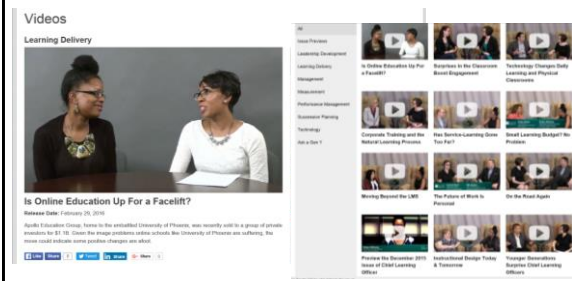 Videos
Learning Delivery
Is Online Education Up For a Facelift?
Release Date: February 29, 2016
Apollo Education Group, home to the embattled University of Phoenix, was recently sold to a group of private
investors for $1.1B. Given the image problems online schools like University of Phoenix are suffering, the
move could indicate some positive changes are afoot.
Like Share Tweet Share Share
All
Issue Previews
Leadership Development
Learning Delivery
Management
Measurement
Performance Management
Succession Planning
Technology
Is Online Education Up For
a Facelift?
Surprises in the Classroom
Boost Engagement
Technology Changes Daily
Learning and Physical
Classrooms
Corporate Training and the
Natural Learning Process
Has Service-Learning Gone
Too Far?
Small Learning Budget? No
Problem.
Moving Beyond the LMS
The Future of Work is
Personal
On the Road Again
Preview the December 2015
Issue of Chief Learning
Officer
Instructional Design Today
& Tomorrow
Younger Generations
Surprise Chief Learning
Officers